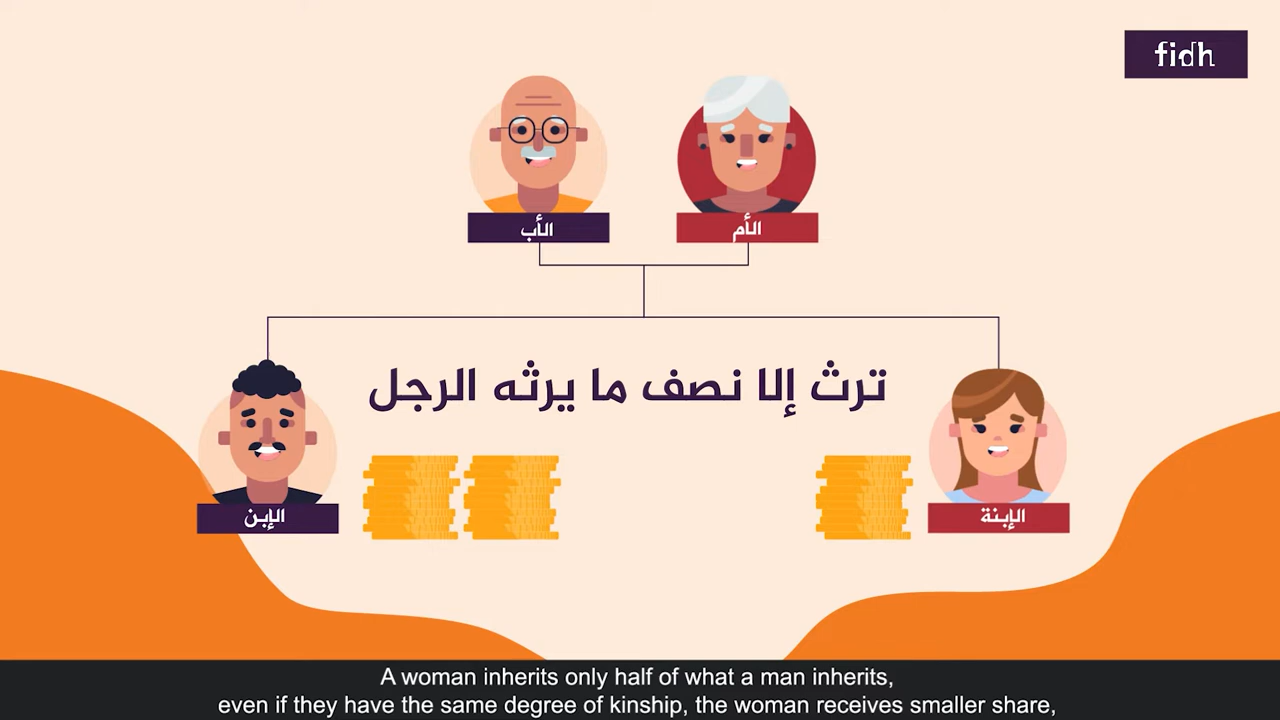 fidh
الأب
الأم
ترث إلا نصف ما يرثه الرجل
الإبن
الإبنة
A woman inherits only half of what a man inherits,
even if they have the same degree of kinship, the woman receives smaller share,